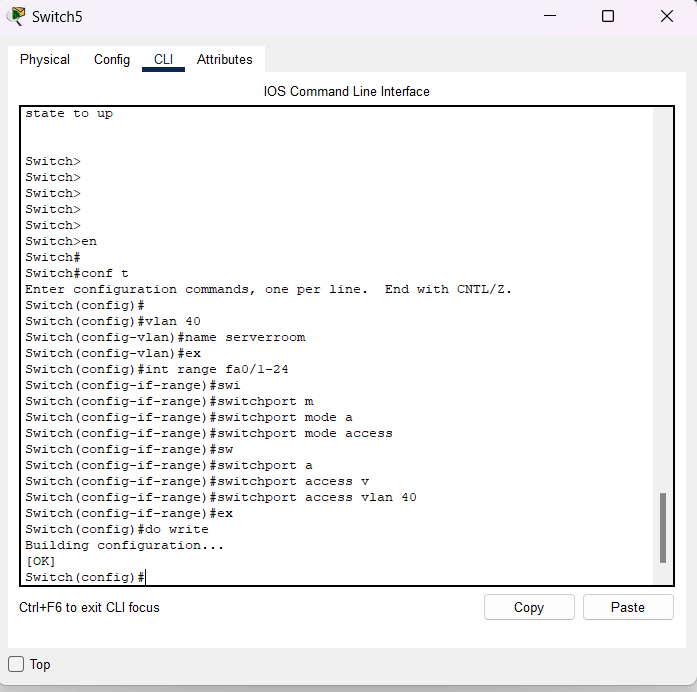 Switch5
Physical Config CLI Attributes
IOS Command Line Interface
state to up
Switch>
Switch>
Switch>
Switch>
Switch>
Switch>en
Switch#
Switch#conf t
Enter configuration commands, one per line.  End with CNTL/Z.
Switch(config)#
Switch(config)#vlan 40
Switch(config-vlan)#name serverroom
Switch(config-vlan)#ex
Switch(config)#int range fa0/1-24
Switch(config-if-range)#swi
Switch(config-if-range)#switchport m
Switch(config-if-range)#switchport mode a
Switch(config-if-range)#switchport mode access
Switch(config-if-range)#sw
Switch(config-if-range)#switchport a
Switch(config-if-range)#switchport access v
Switch(config-if-range)#switchport access vlan 40
Switch(config-if-range)#ex
Switch(config)#do write
Building configuration...
[OK]
Switch(config)#
Ctrl+F6 to exit CLI focus
Copy Paste
Top